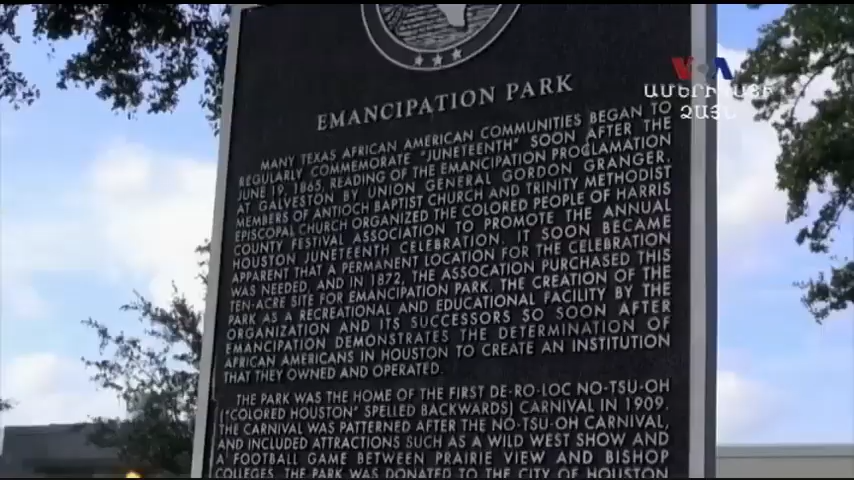 VOA
ԱՄԵՐԻԿԱՅԻ
ՁԱՅՆ
EMANCIPATION PARK
MANY TEXAS AFRICAN AMERICAN COMMUNITIES BEGAN TO
REGULARLY COMMEMORATE "JUNETEENTH" SOON AFTER THE
JUNE 19, 1865, READING OF THE EMANCIPATION PROCLAMATION
AT GALVESTON BY UNION GENERAL GORDON GRANGER.
MEMBERS OF ANTIOCH BAPTIST CHURCH AND TRINITY METHODIST
EPISCOPAL CHURCH ORGANIZED THE COLORED PEOPLE OF HARRIS
COUNTY FESTIVAL ASSOCIATION TO PROMOTE THE ANNUAL
HOUSTON JUNETEENTH CELEBRATION. IT SOON BECAME
APPARENT THAT A PERMANENT LOCATION FOR THE CELEBRATION
WAS NEEDED, AND IN 1872, THE ASSOCATION PURCHASED THIS
TEN-ACRE SITE FOR EMANCIPATION PARK. THE CREATION OF THE
PARK AS A RECREATIONAL AND EDUCATIONAL FACILITY BY THE
ORGANIZATION AND ITS SUCCESSORS SO SOON AFTER
EMANCIPATION DEMONSTRATES THE DETERMINATION OF
AFRICAN AMERICANS IN HOUSTON TO CREATE AN INSTITUTION
THAT THEY OWNED AND OPERATED.
THE PARK WAS THE HOME OF THE FIRST DE-RO-LOC NO-TSU-OH
("COLORED HOUSTON" SPELLED BACKWARDS) CARNIVAL IN 1909.
THE CARNIVAL WAS PATTERNED AFTER THE NO-TSU-OH CARNIVAL,
AND INCLUDED ATTRACTIONS SUCH AS A WILD WEST SHOW AND
A FOOTBALL GAME BETWEEN PRAIRIE VIEW AND BISHOP
COLLEGES. THE PARK WAS DONATED TO THE CITY OF HOUSTON